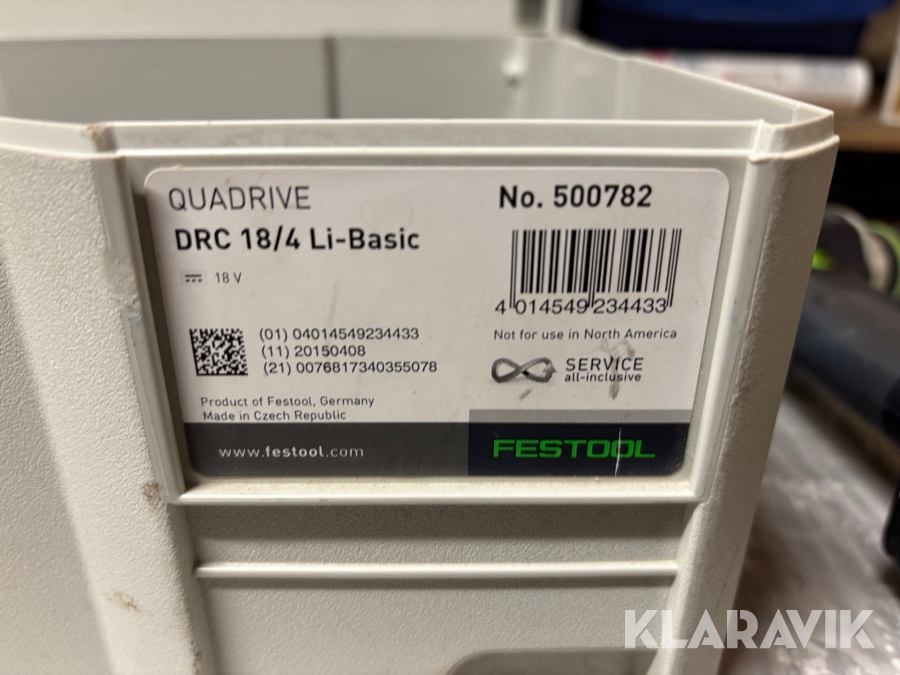 QUADRIVE
DRC 18/4 Li-Basic
18 V
(01) 04014549234433
(11) 20150408
(21) 0076817340355078
Product of Festool, Germany
Made in Czech Republic
www.festool.com
No. 500782
4 014549 234433
Not for use in North America
SERVICE
all-inclusive
FESTOOL
KLARAVIK